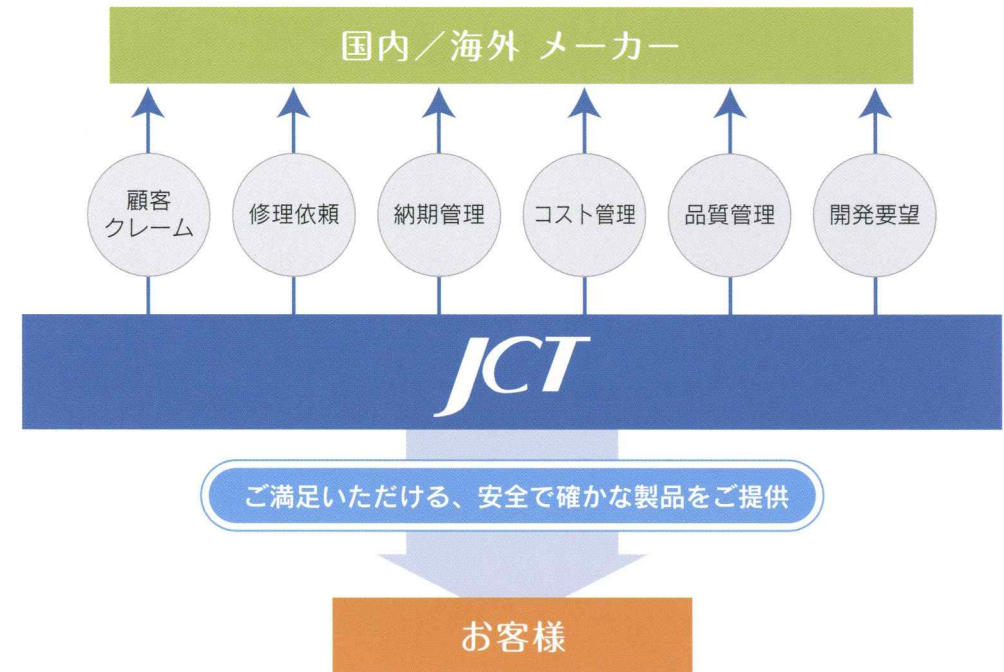 国内／海外 メーカー
顧客
クレーム
修理依頼
納期管理
コスト管理
品質管理
開発要望
JCT
ご満足いただける、安全で確かな製品をご提供
お客様